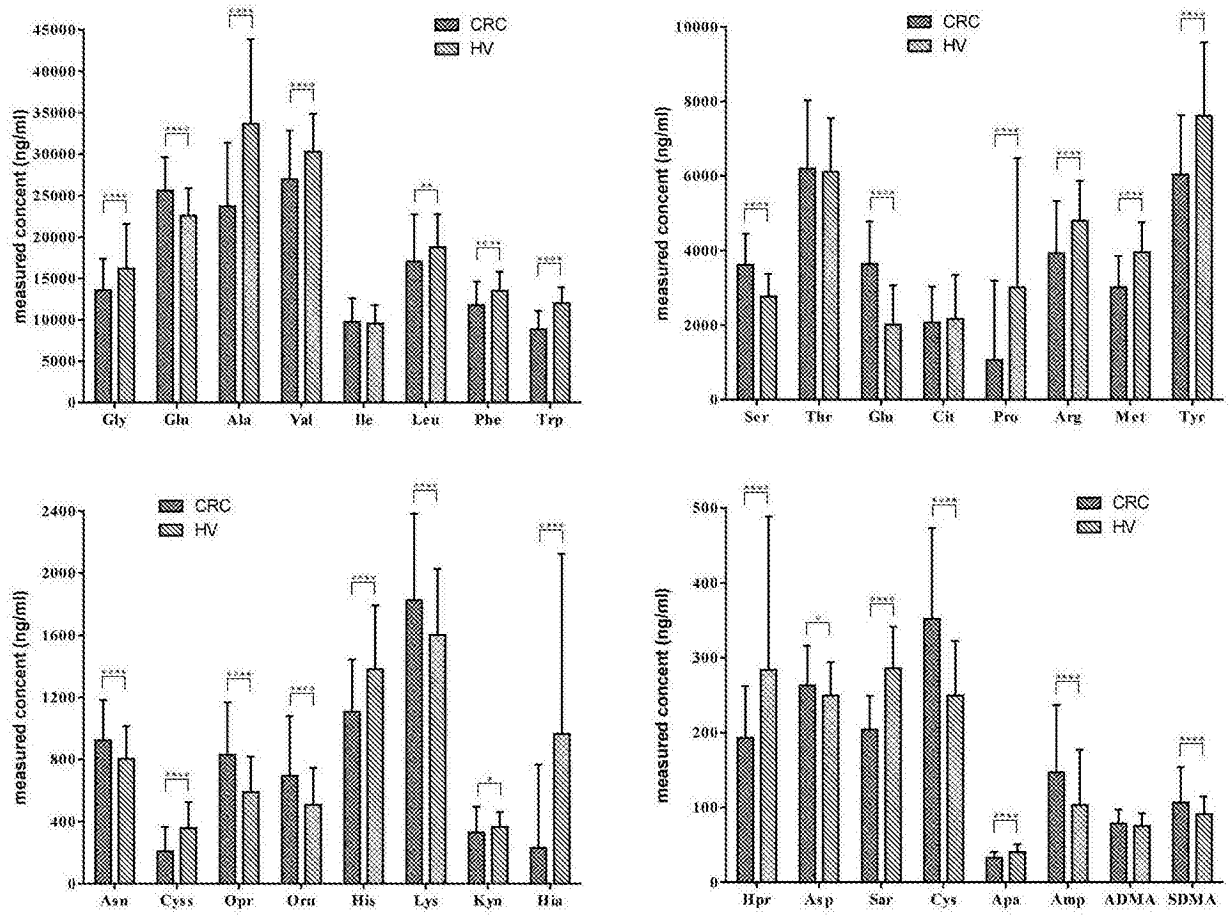 CRC
HV
measured concent (ng/ml)
45000
40000
35000
30000
25000
20000
15000
10000
5000
0
Gly Gln Ala Val Ile Leu Phe Trp
CRC
HV
measured concent (ng/ml)
10000
8000
6000
4000
2000
0
Ser Thr Glu Cit Pro Arg Met Tyr
CRC
HV
measured concent (ng/ml)
2400
2000
1600
1200
800
400
0
Asn Cyss Opr Orn His Lys Kyn Hia
CRC
HV
measured concent (ng/ml)
500
400
300
200
100
0
Hpr Asp Sar Cys Apa Amp ADMA SDMA